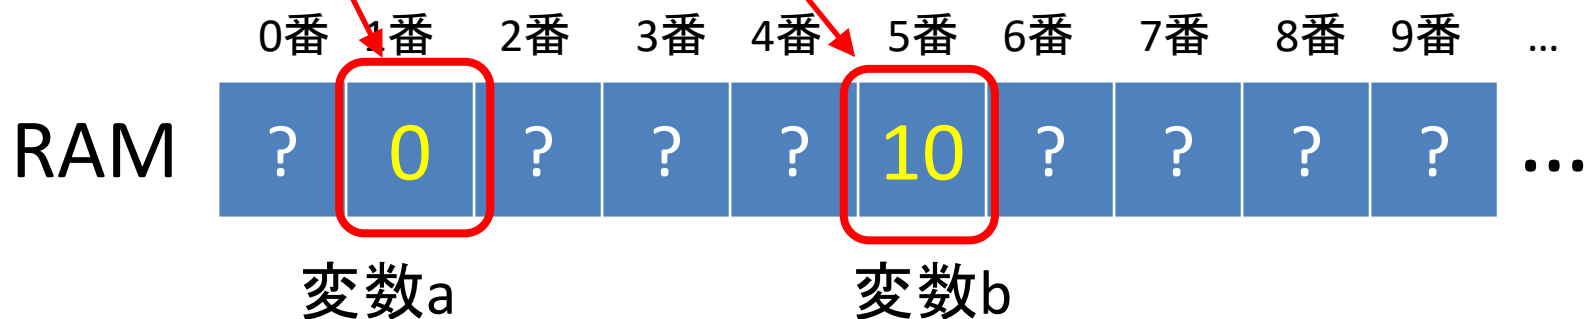 0番 1番 2番 3番 4番 5番 6番 7番 8番 9番 ...
RAM ? 0 ? ? ? 10 ? ? ? ? ...
変数a 変数b